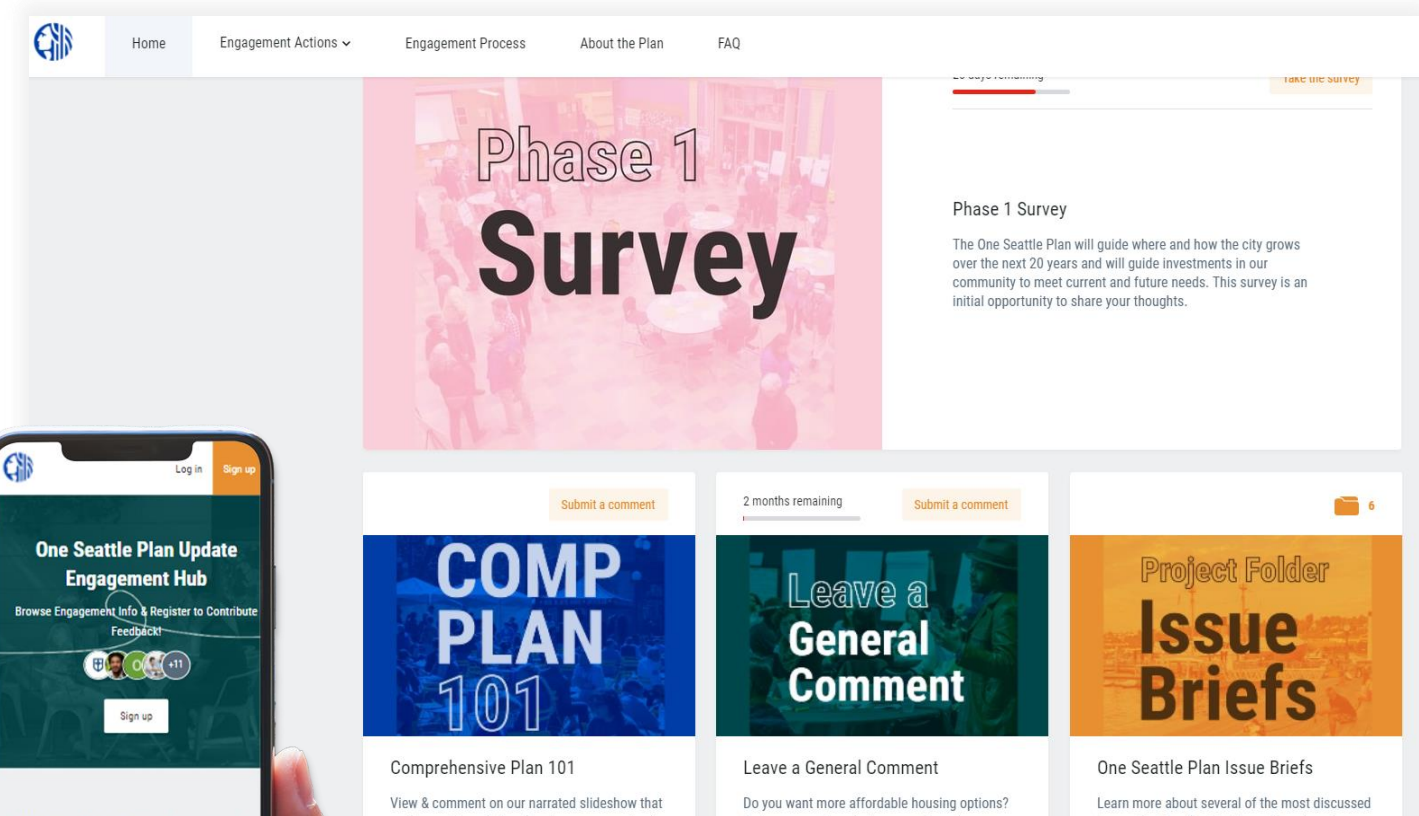 Home
Engagement Actions
Engagement Process
About the Plan
FAQ
days remaining
Take the survey
Phase 1
Survey
Phase 1 Survey
The One Seattle Plan will guide where and how the city grows
over the next 20 years and will guide investments in our
community to meet current and future needs. This survey is an
initial opportunity to share your thoughts.
Log in
Sign up
One Seattle Plan Update
Engagement Hub
Browse Engagement Info & Register to Contribute
Feedback!
O
+11
Sign up
Submit a comment
COMP
PLAN
101
Comprehensive Plan 101
View & comment on our narrated slideshow that
2 months remaining
Submit a comment
Leave a
General
Comment
Leave a General Comment
Do you want more affordable housing options?
6
Project Folder
Issue
Briefs
One Seattle Plan Issue Briefs
Learn more about several of the most discussed